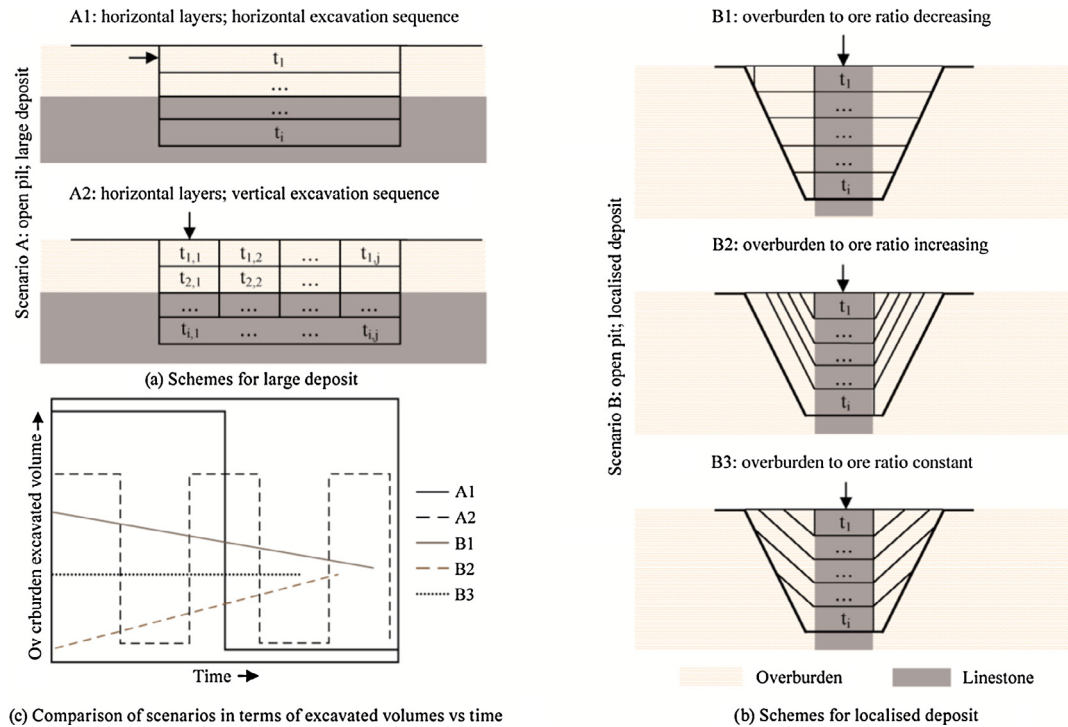 A1: horizontal layers; horizontal excavation sequence
t1
...
...
ti
A2: horizontal layers; vertical excavation sequence
t1,1 t1,2 ... t1,j
t2,1 t2,2 ...
... ... ... ...
ti,1 ... ... ti,j
Scenario A: open pil; large deposit
(a) Schemes for large deposit
Ov crburden excavated volume
A1
A2
B1
B2
B3
Time
(c) Comparison of scenarios in terms of excavated volumes vs time
B1: overburden to ore ratio decreasing
t1
...
...
...
ti
B2: overburden to ore ratio increasing
t1
...
...
...
ti
B3: overburden to ore ratio constant
t1
...
...
...
ti
Scenario B: open pit; localised deposit
Overburden Linestone
(b) Schemes for localised deposit